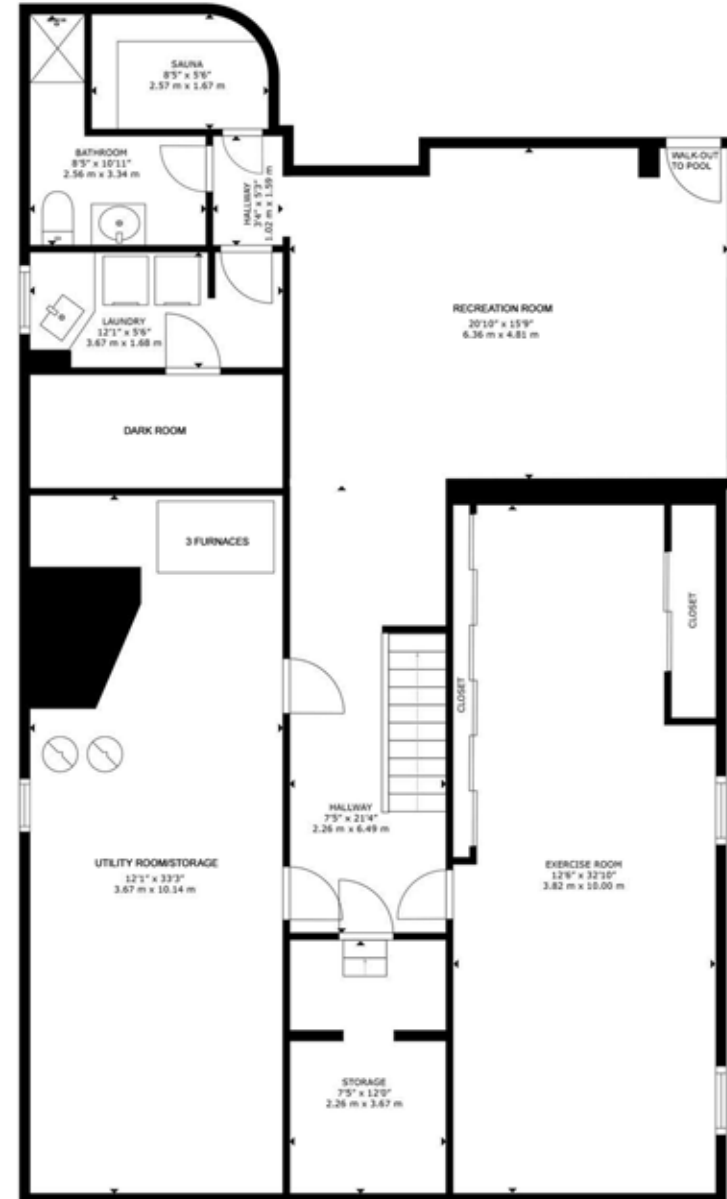 SAUNA
8'5" x 5'6"
2.57 m x 1.67 m
BATHROOM
8'5" x 10'11"
2.56 m x 3.34 m
HALLWAY
3'4" x 5'3"
1.02 m x 1.59 m
WALK-OUT
TO POOL
RECREATION ROOM
20'10" x 15'9"
6.36 m x 4.81 m
LAUNDRY
12'1" x 5'6"
3.67 m x 1.68 m
DARK ROOM
3 FURNACES
CLOSET
CLOSET
HALLWAY
7'5" x 21'4"
2.26 m x 6.49 m
UTILITY ROOM/STORAGE
12'1" x 33'3"
3.67 m x 10.14 m
EXERCISE ROOM
12'6" x 32'10"
3.82 m x 10.00 m
STORAGE
7'5" x 12'0"
2.26 m x 3.67 m